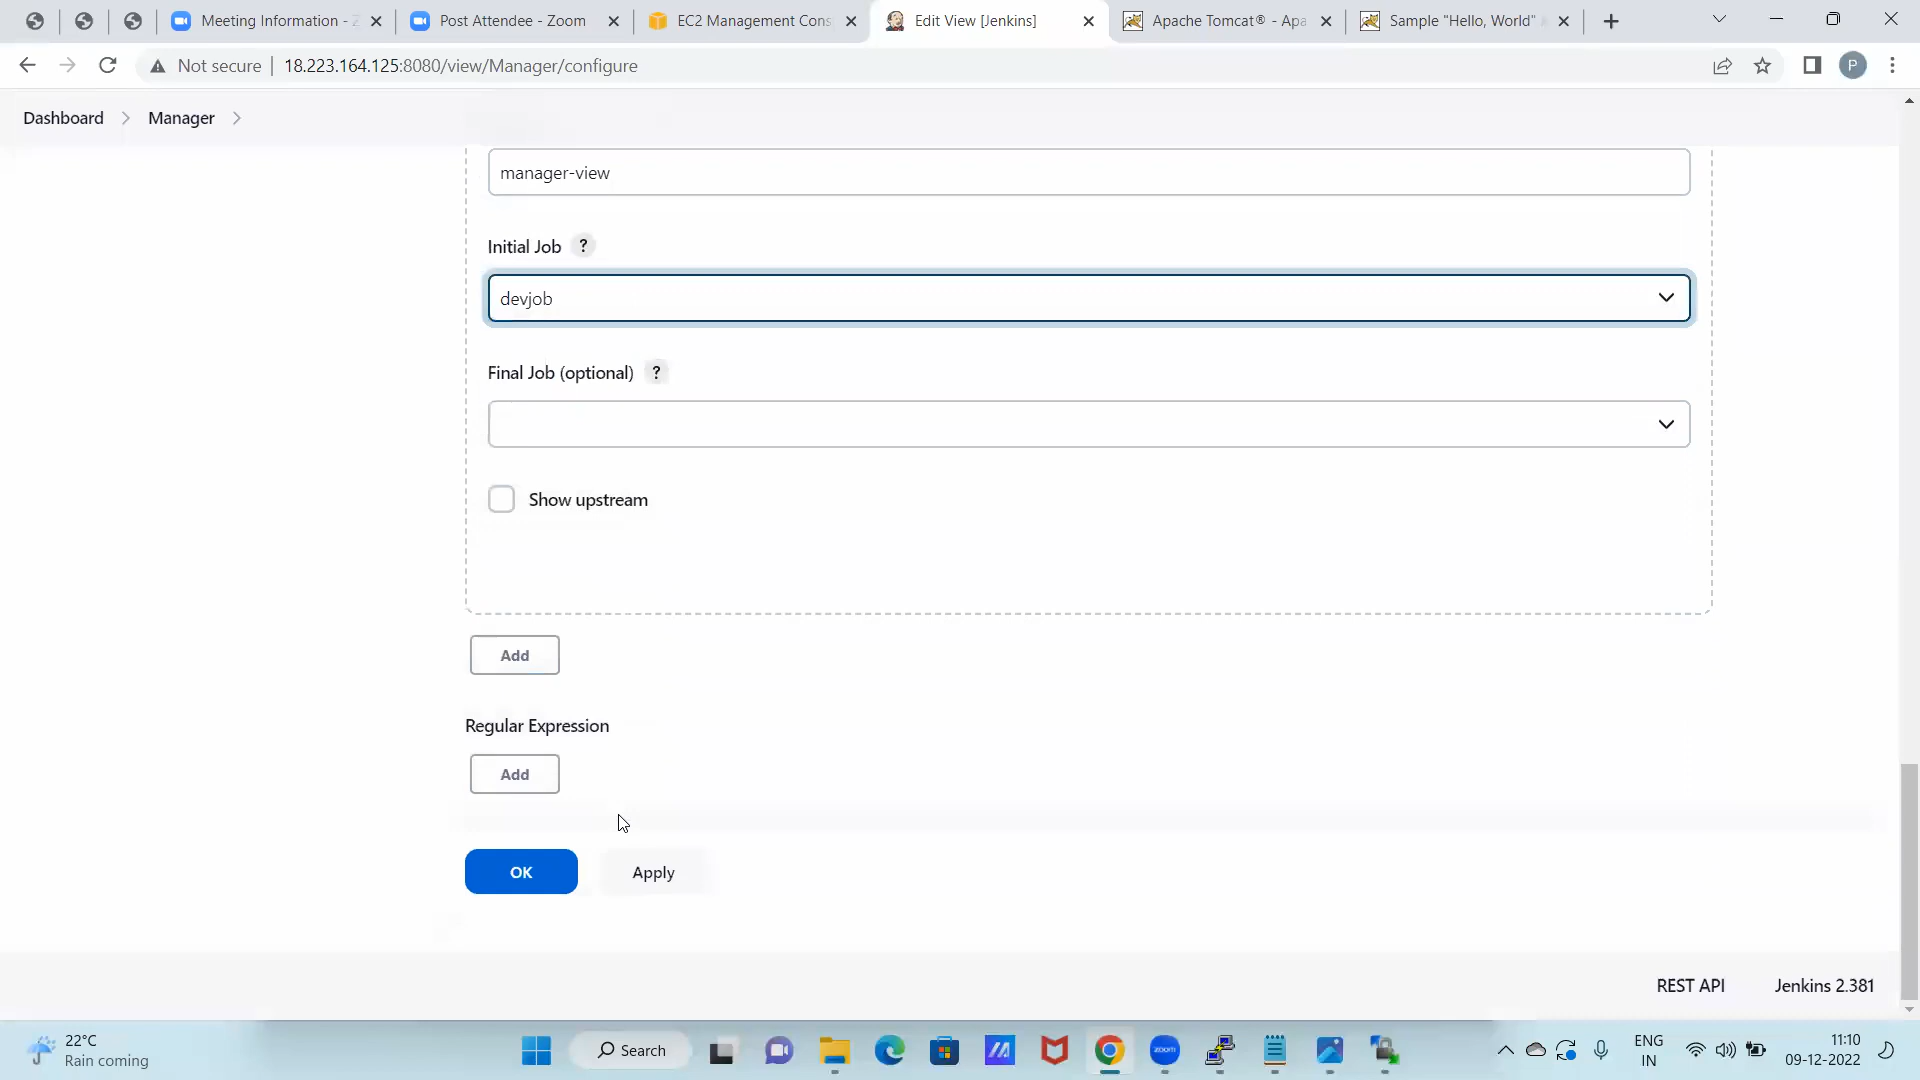 Meeting Information - Z
Post Attendee - Zoom
EC2 Management Cons
Edit View [Jenkins]
Apache Tomcat® - Apa
Sample "Hello, World" A
Not secure
18.223.164.125:8080/view/Manager/configure
P
Dashboard
Manager
manager-view
Initial Job ?
devjob
Final Job (optional) ?
Show upstream
Add
Regular Expression
Add
OK
Apply
REST API
Jenkins 2.381
22°C
Rain coming
Search
zoom
ENG
IN
11:10
09-12-2022